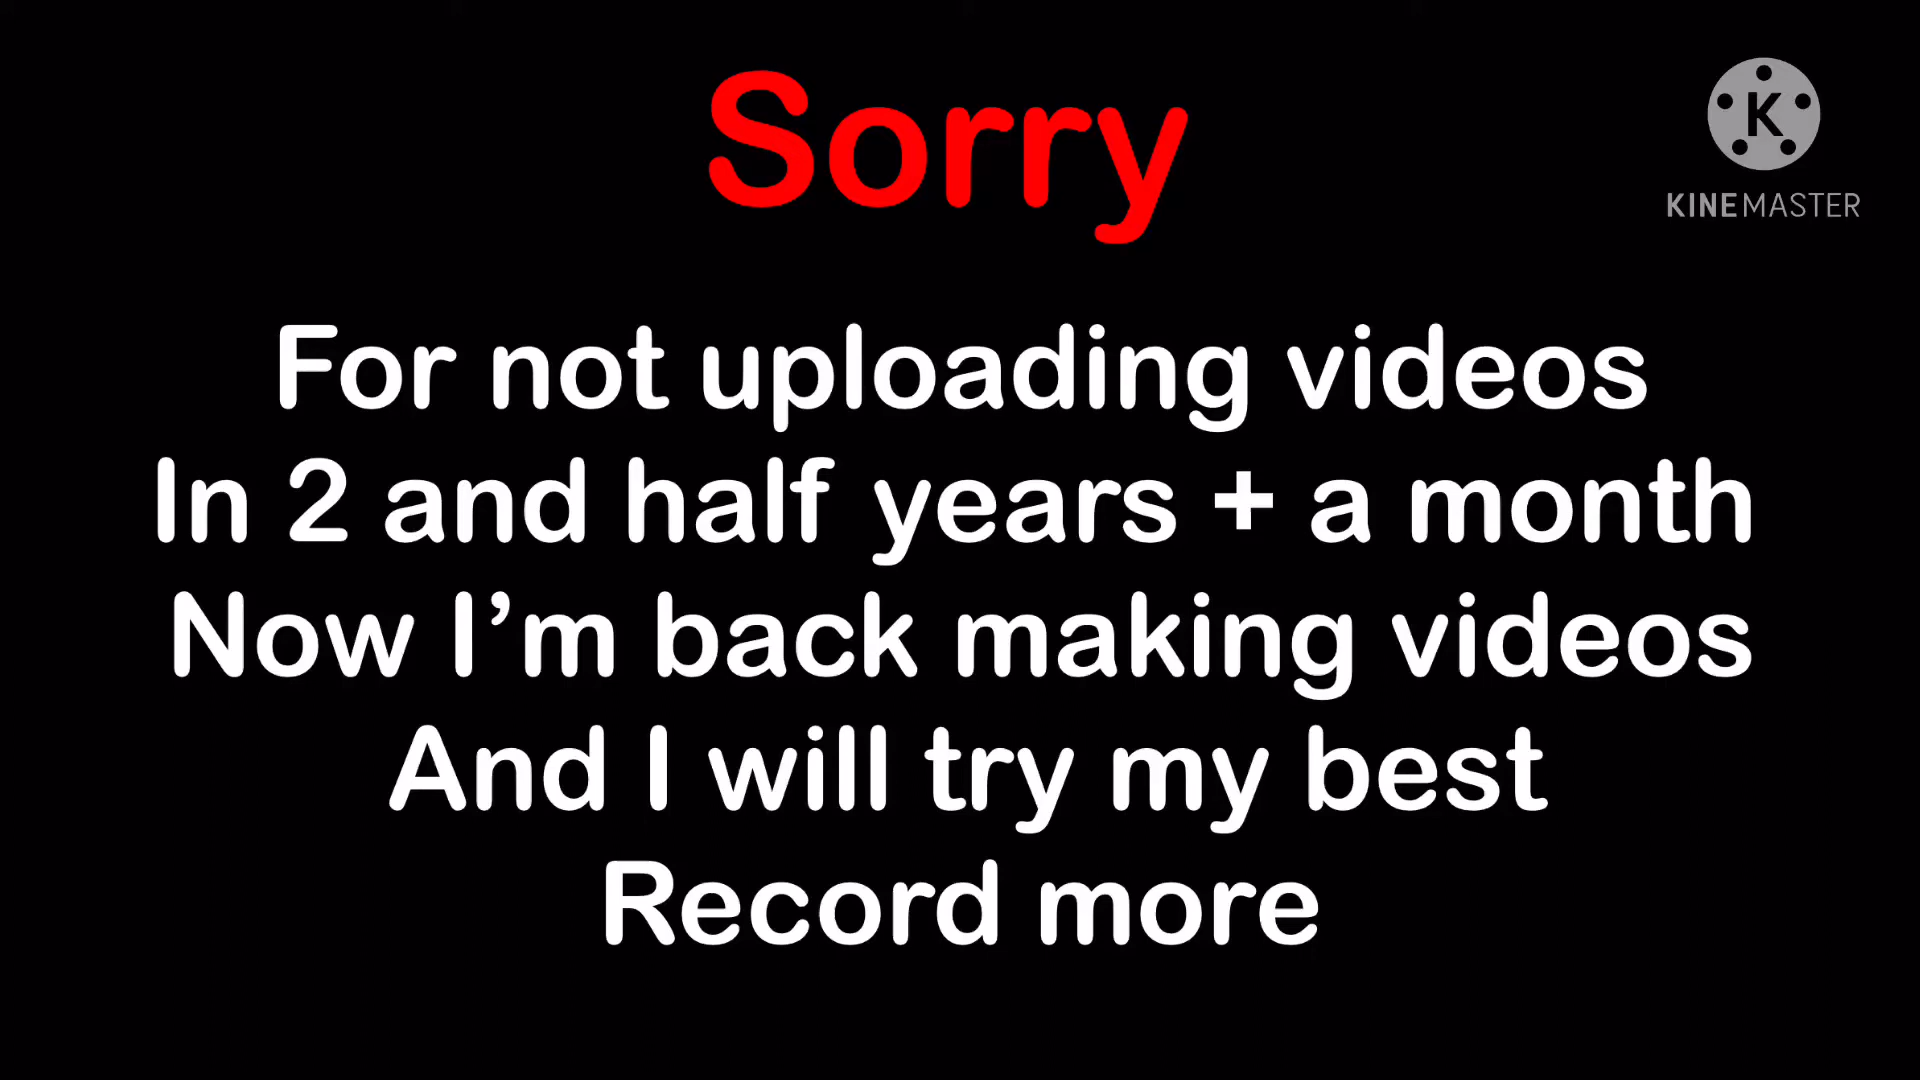 Sorry
K
KINEMASTER
For not uploading videos
In 2 and half years + a month
Now I’m back making videos
And I will try my best
Record more